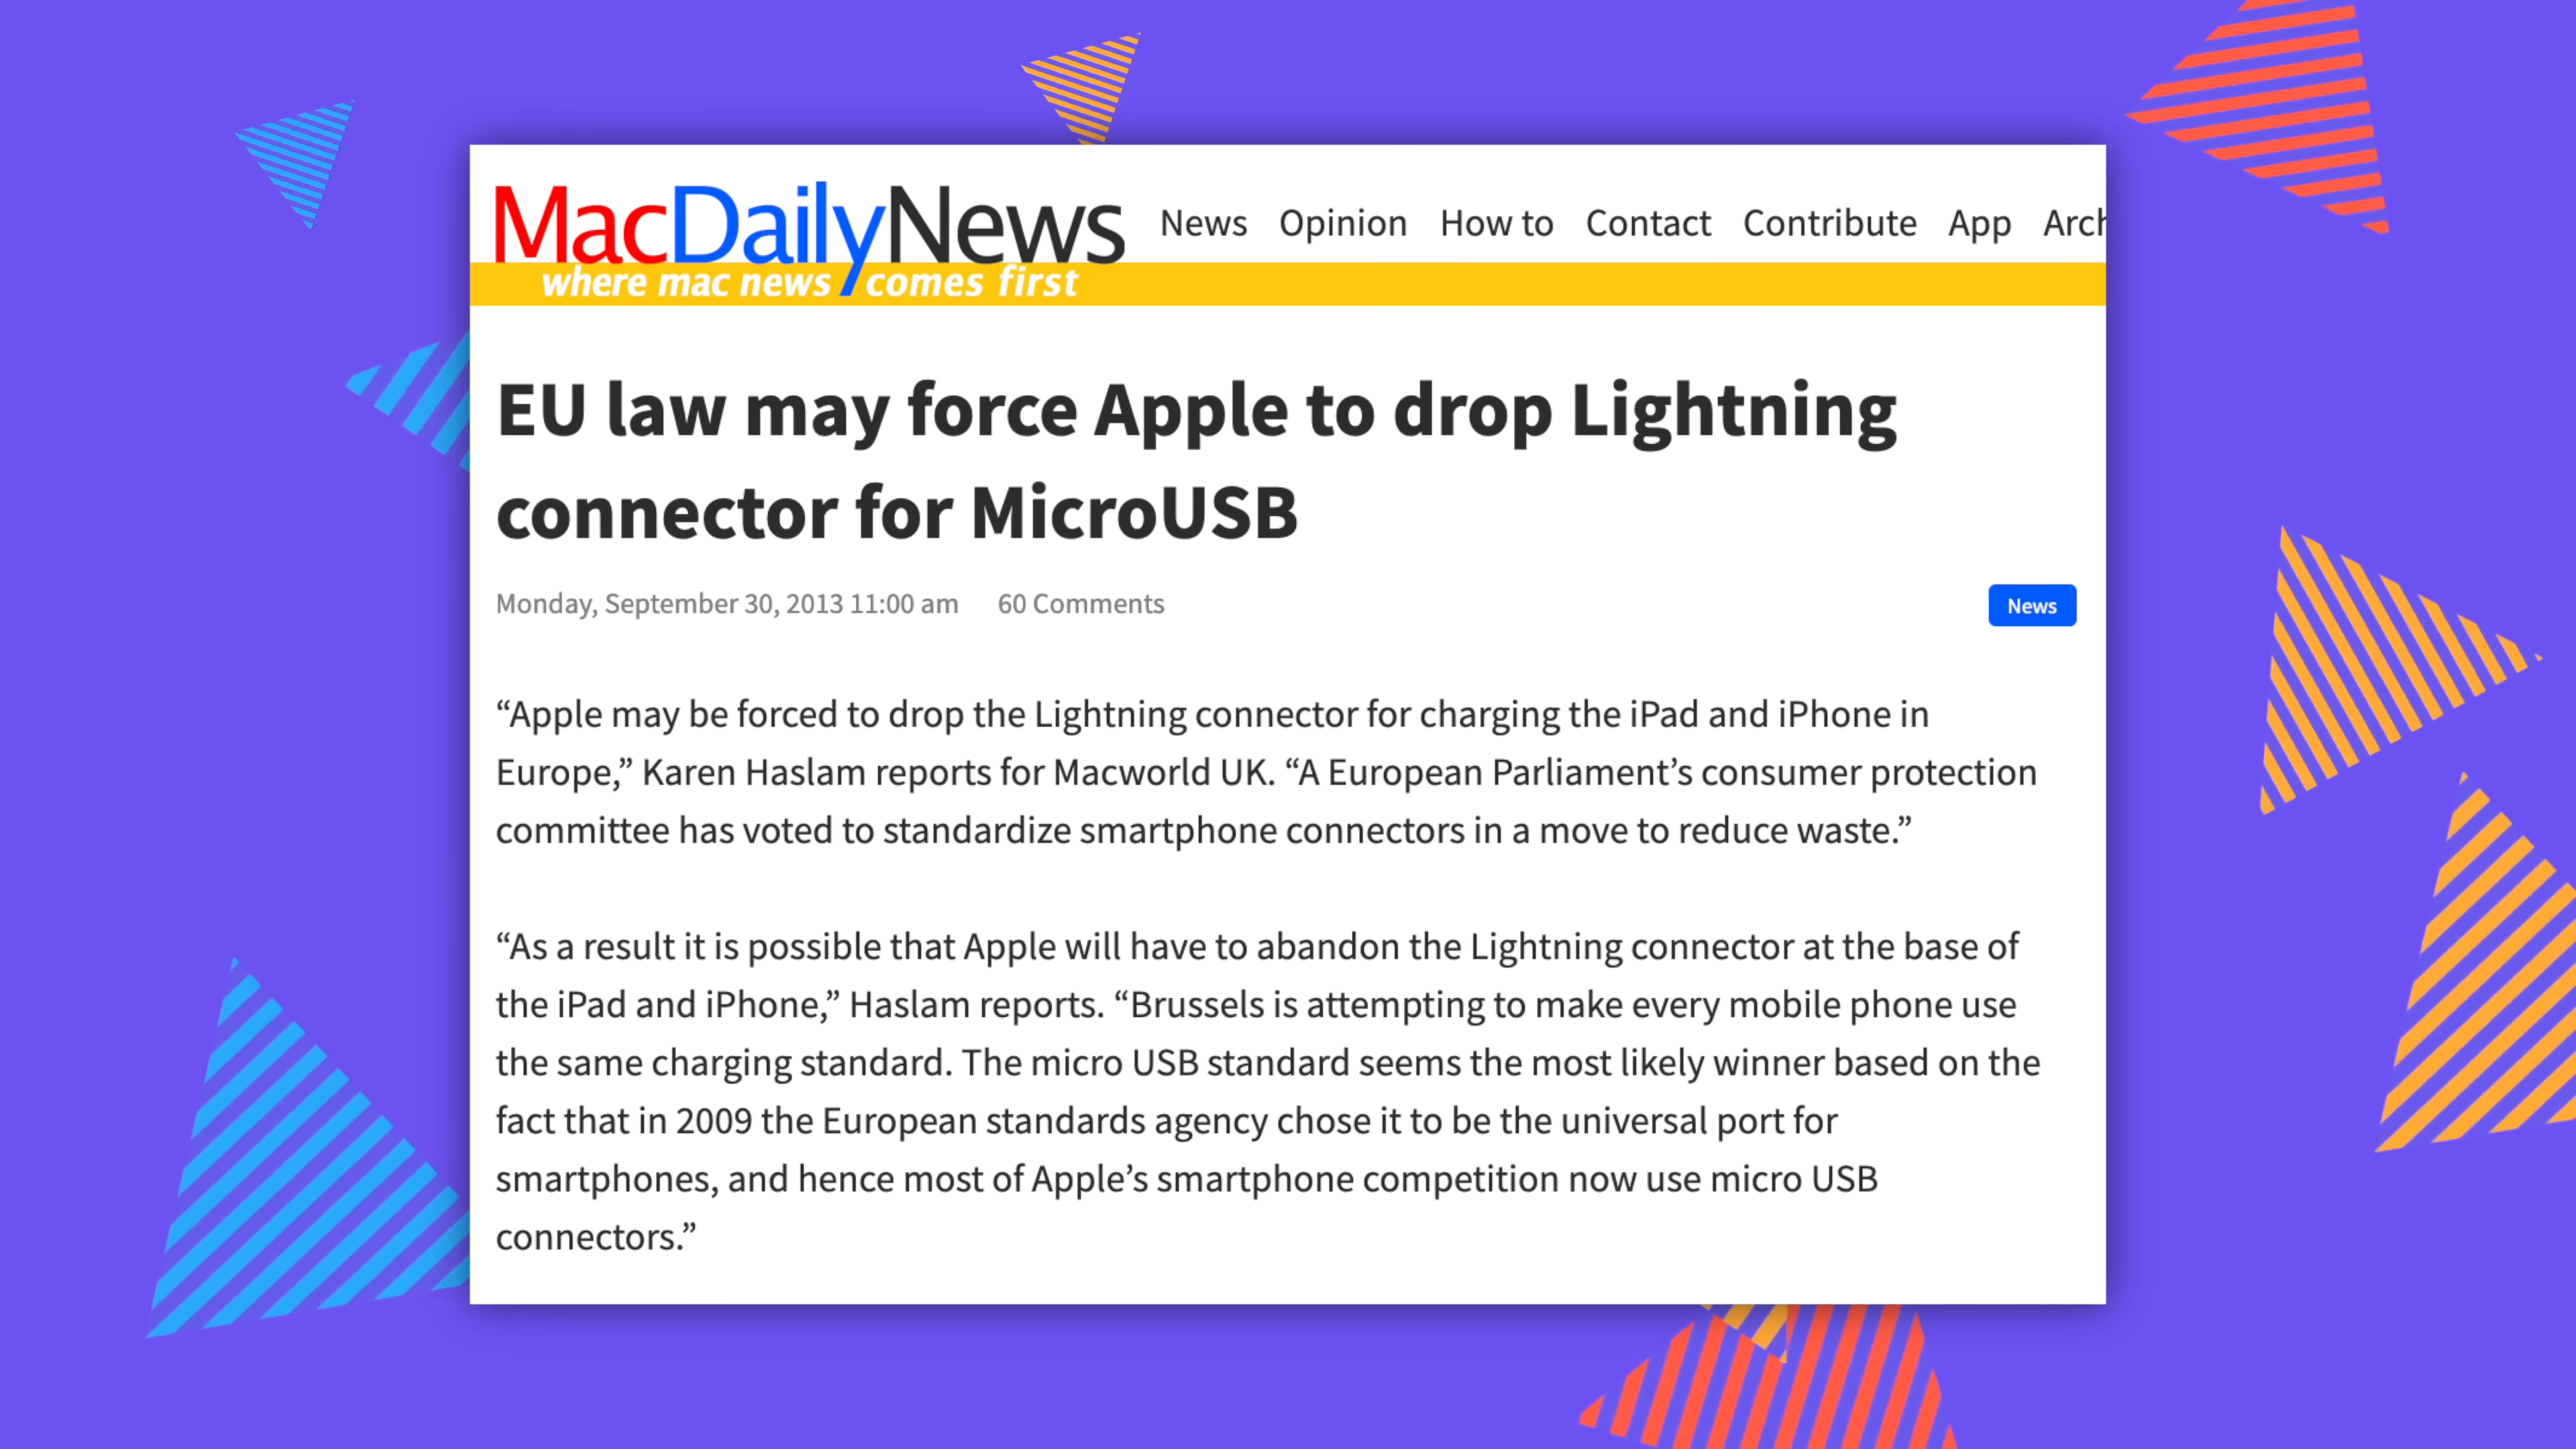 MacDailyNews
where mac news comes first
News Opinion How to Contact Contribute App Arch
EU law may force Apple to drop Lightning
connector for MicroUSB
Monday, September 30, 2013 11:00 am 60 Comments
News
“Apple may be forced to drop the Lightning connector for charging the iPad and iPhone in
Europe,” Karen Haslam reports for Macworld UK. “A European Parliament’s consumer protection
committee has voted to standardize smartphone connectors in a move to reduce waste.”
“As a result it is possible that Apple will have to abandon the Lightning connector at the base of
the iPad and iPhone,” Haslam reports. “Brussels is attempting to make every mobile phone use
the same charging standard. The micro USB standard seems the most likely winner based on the
fact that in 2009 the European standards agency chose it to be the universal port for
smartphones, and hence most of Apple’s smartphone competition now use micro USB
connectors.”